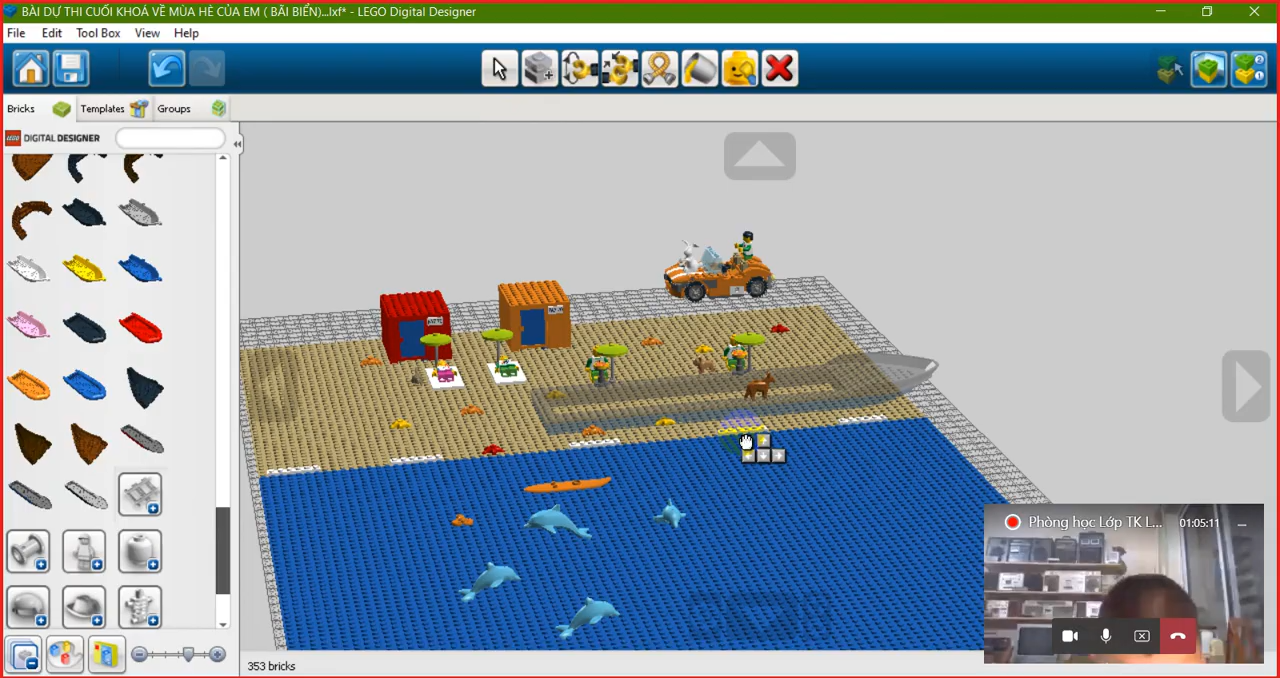 BÀI DỰ THI CUỐI KHOÁ VỀ MÙA HÈ CỦA EM ( BÃI BIỂN)...lxf* - LEGO Digital Designer
File Edit Tool Box View Help
Bricks Templates Groups
LEGO DIGITAL DESIGNER
Phòng học Lớp TK L... 01:05:11
353 bricks